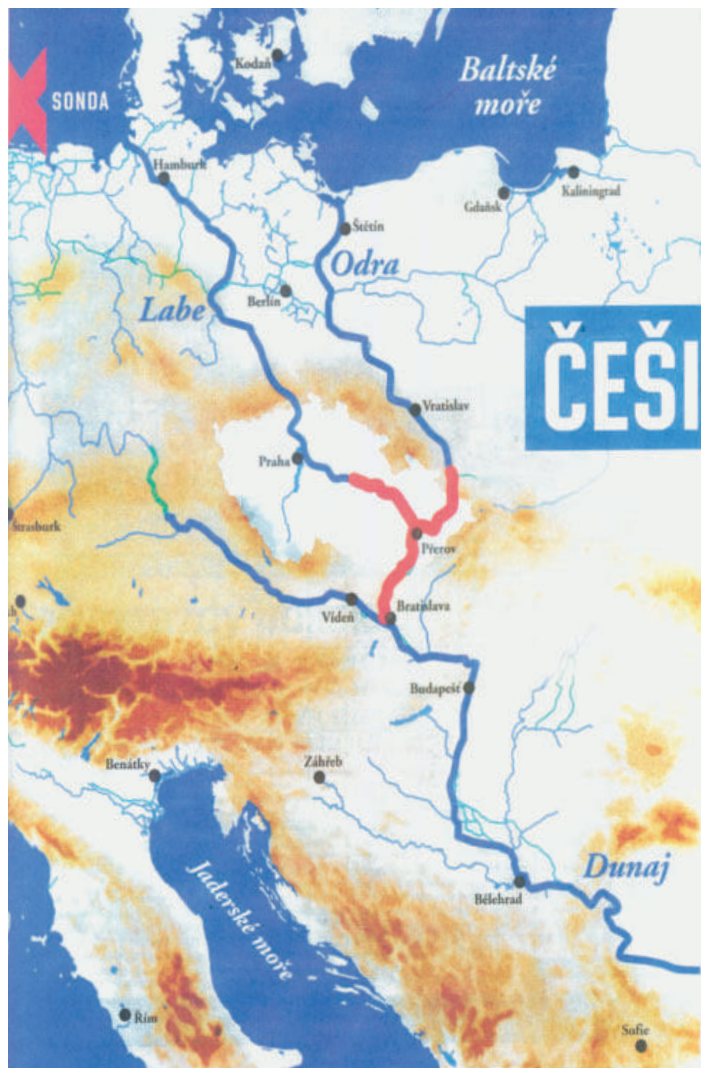 Kodaň
Baltské
moře
SONDA
Hamburk
Kaliningrad
Gdaňsk
Štětín
Odra
Berlín
Labe
ČEŠI
Vratislav
Praha
Strasburk
Přerov
Bratislava
Vídeň
Budapešť
Benátky
Záhřeb
Dunaj
Bělehrad
Jaderské moře
Řím
Sofie